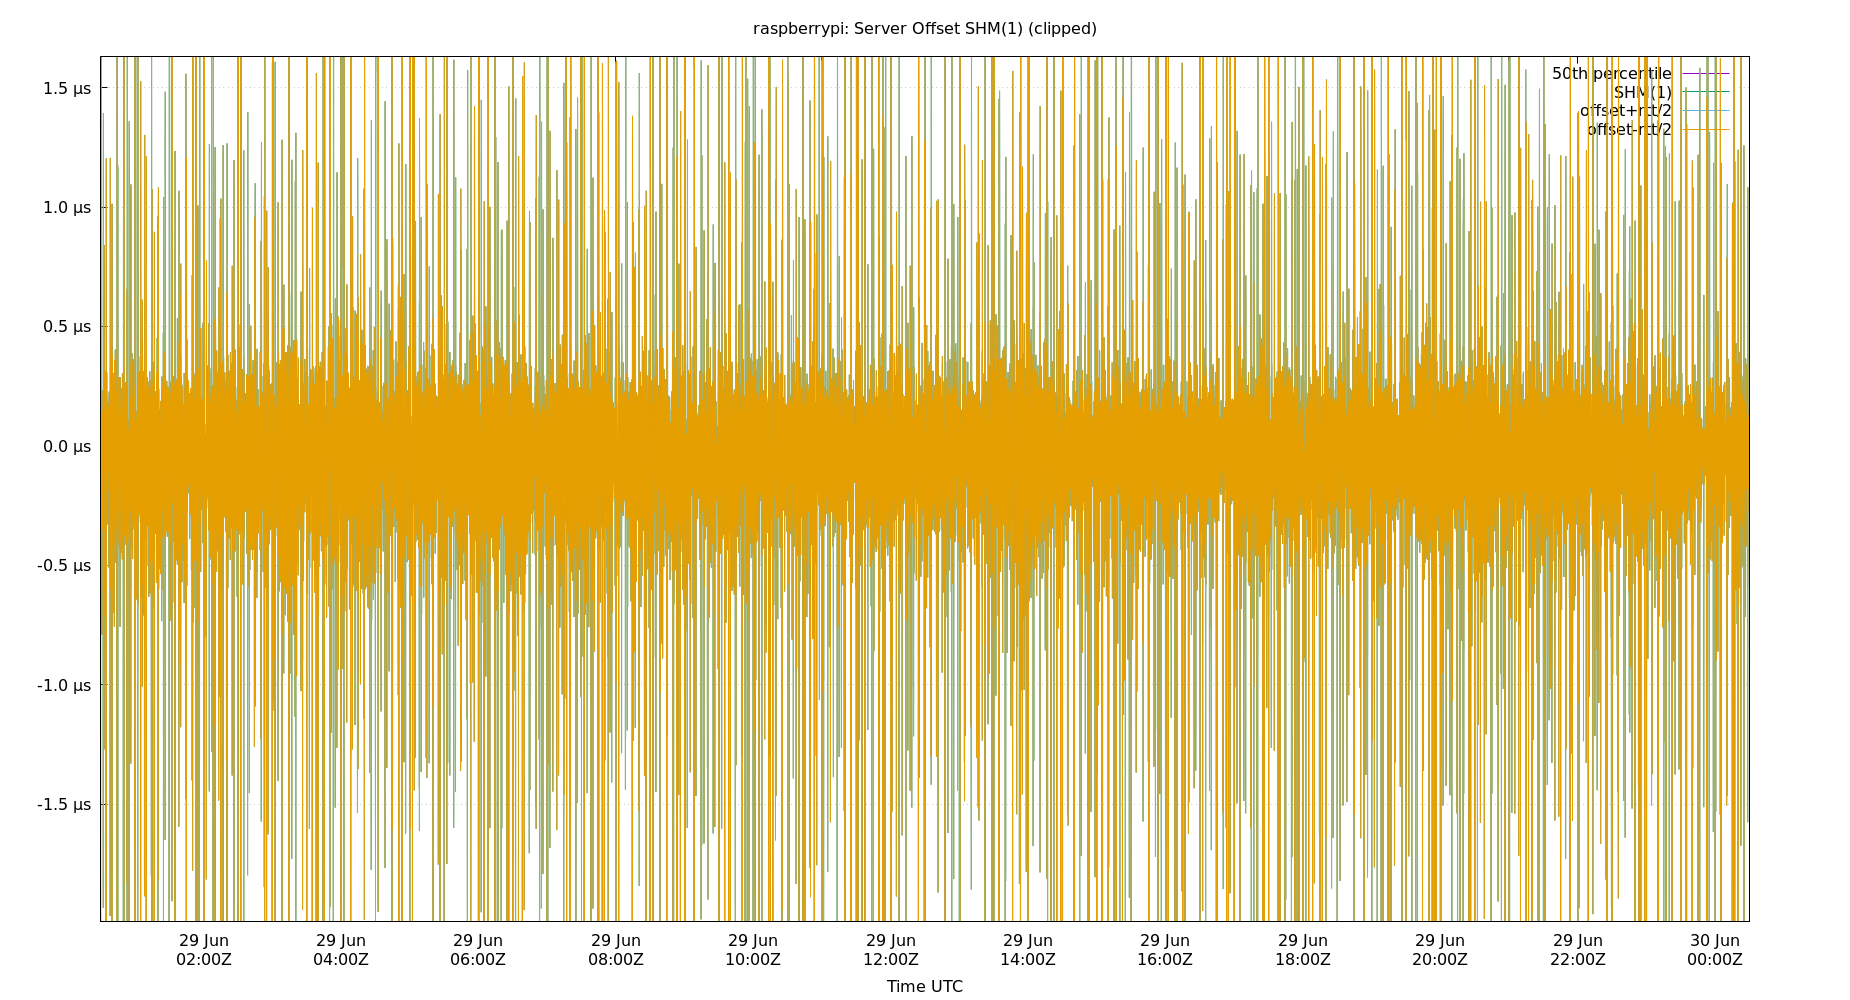 raspberrypi: Server Offset SHM(1) (clipped)
50th percentile
SHM(1)
offset+rtt/2
offset-rtt/2
1.5 µs
1.0 µs
0.5 µs
0.0 µs
-0.5 µs
-1.0 µs
-1.5 µs
29 Jun 29 Jun 29 Jun 29 Jun 29 Jun 29 Jun 29 Jun 29 Jun 29 Jun 29 Jun 29 Jun 30 Jun
02:00Z 04:00Z 06:00Z 08:00Z 10:00Z 12:00Z 14:00Z 16:00Z 18:00Z 20:00Z 22:00Z 00:00Z
Time UTC